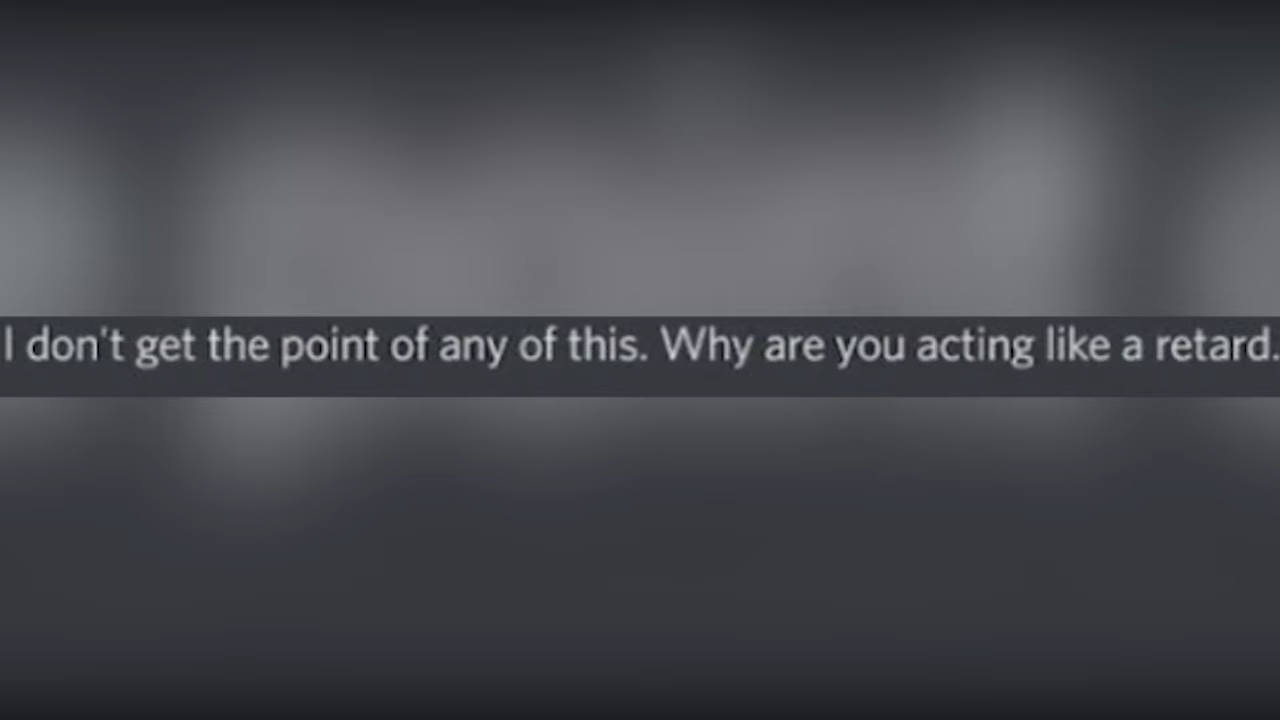 I don't get the point of any of this. Why are you acting like a retard.